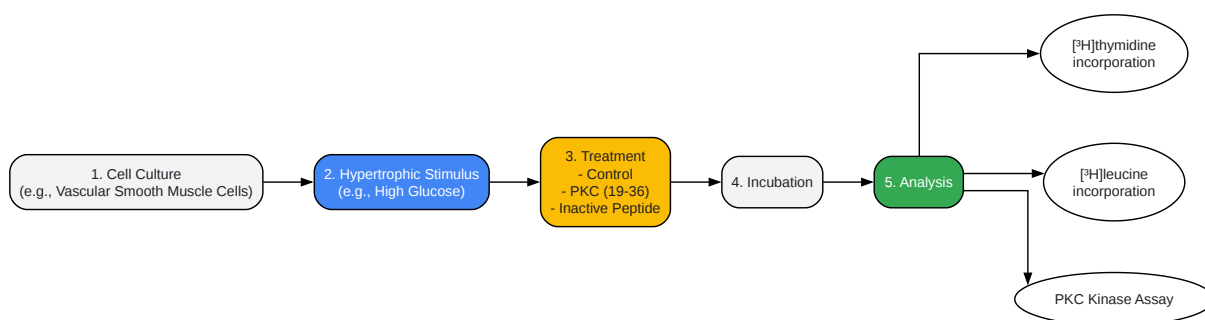 1. Cell Culture
(e.g., Vascular Smooth Muscle Cells)
2. Hypertrophic Stimulus
(e.g., High Glucose)
3. Treatment
- Control
- PKC (19-36)
- Inactive Peptide
4. Incubation
5. Analysis
[³H]thymidine
incorporation
[³H]leucine
incorporation
PKC Kinase Assay